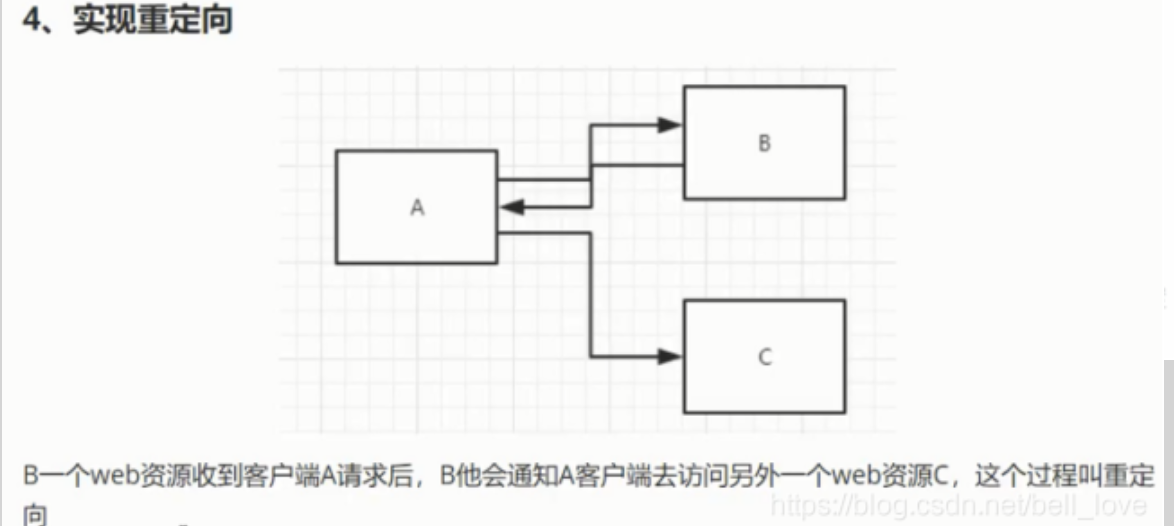 4、实现重定向
B
A
C
B一个web资源收到客户端A请求后，B他会通知A客户端去访问另外一个web资源C，这个过程叫重定
向
https://blog.csdn.net/bell_love